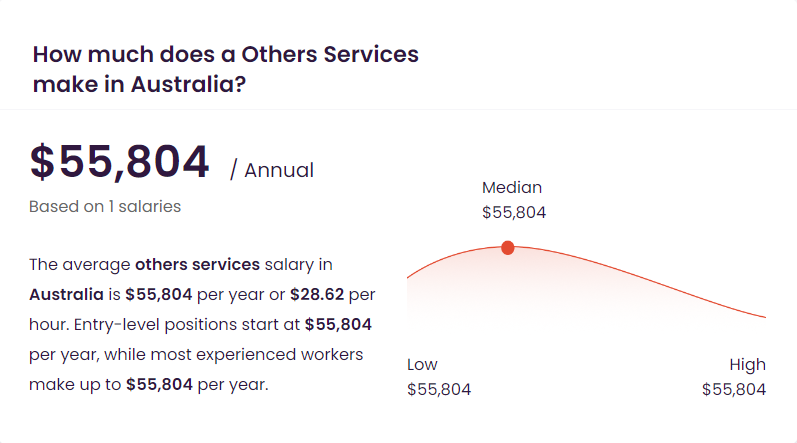 How much does a Others Services
make in Australia?
$55,804 / Annual
Based on 1 salaries
The average others services salary in
Australia is $55,804 per year or $28.62 per
hour. Entry-level positions start at $55,804
per year, while most experienced workers
make up to $55,804 per year.
Median
$55,804
Low
$55,804
High
$55,804